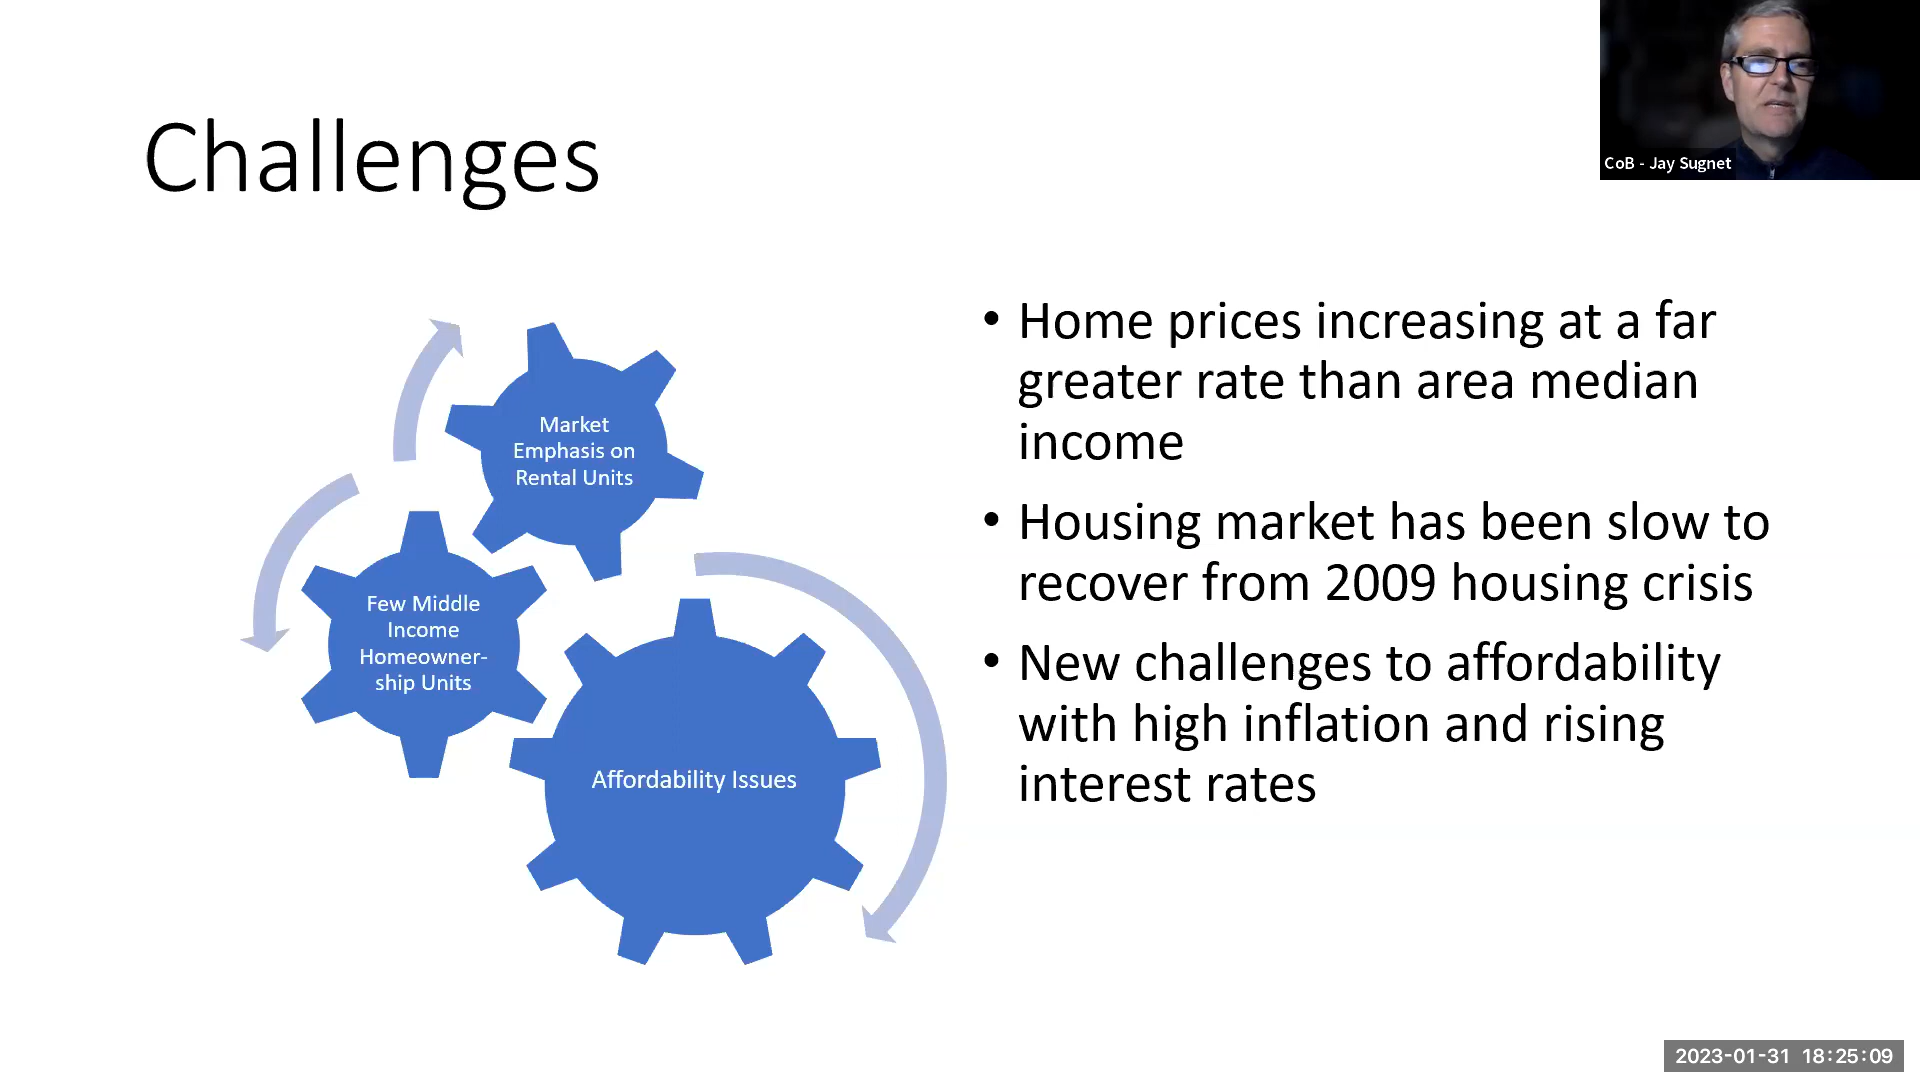 CoB - Jay Sugnet
Challenges
Market
Emphasis on
Rental Units
Few Middle
Income
Homeowner-
ship Units
Affordability Issues
• Home prices increasing at a far
greater rate than area median
income
• Housing market has been slow to
recover from 2009 housing crisis
• New challenges to affordability
with high inflation and rising
interest rates
2023-01-31 18:25:09